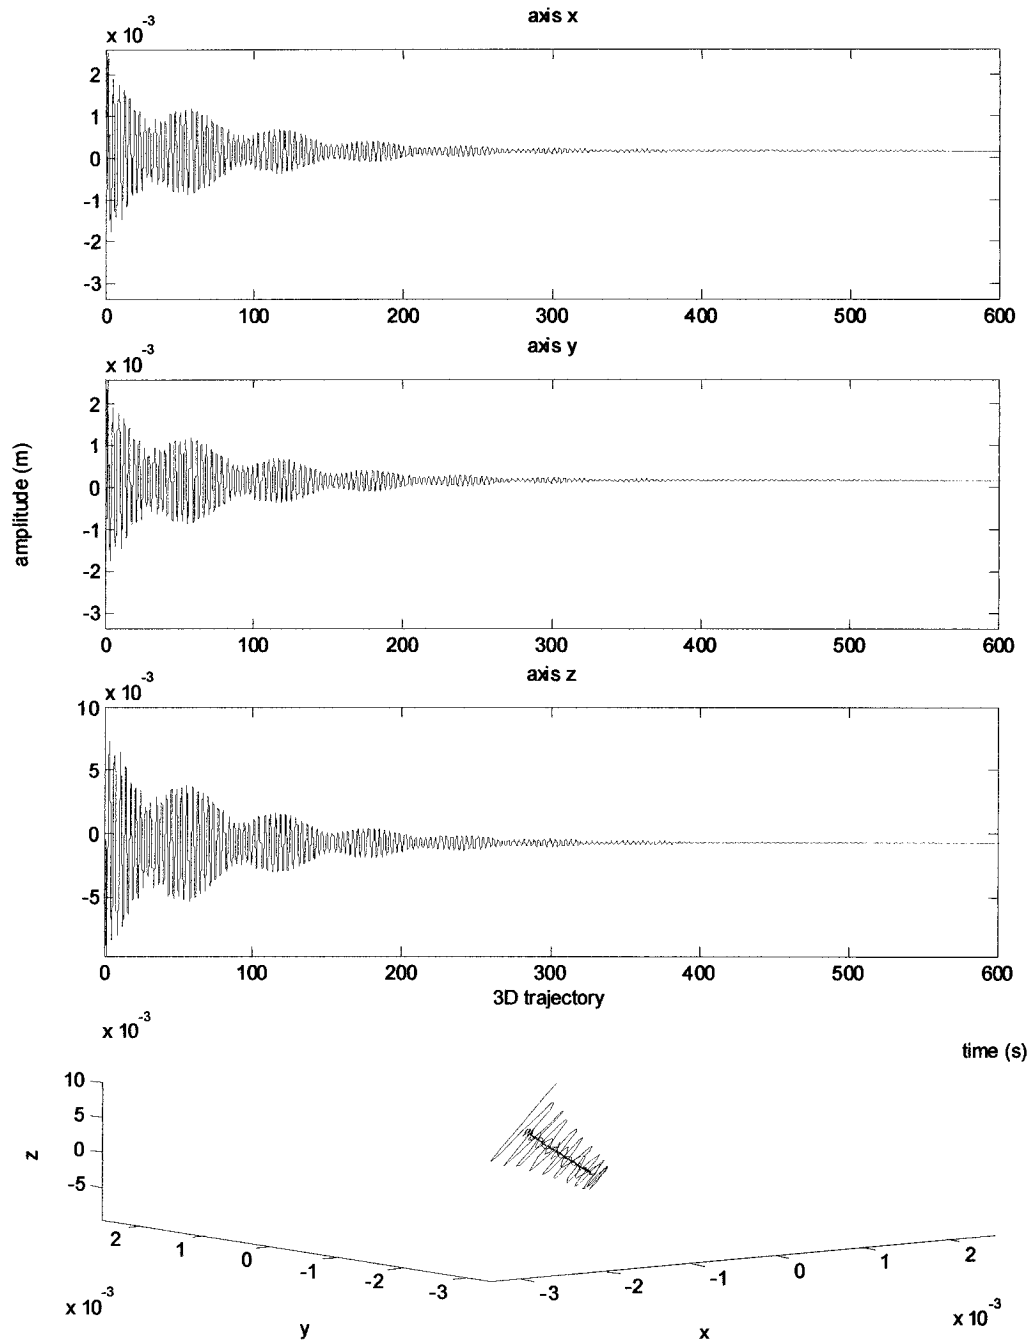 axis x
x 10-3
2
1
0
-1
-2
-3
0 100 200 300 400 500 600
axis y
x 10-3
2
1
0
-1
-2
-3
amplitude (m)
0 100 200 300 400 500 600
axis z
x 10-3
10
5
0
-5
0 100 200 300 400 500 600
3D trajectory
x 10-3
time (s)
10
5
0
-5
z
2 1 0 -1 -2 -3
-3 -2 -1 0 1 2
x 10-3
y
x
x 10-3